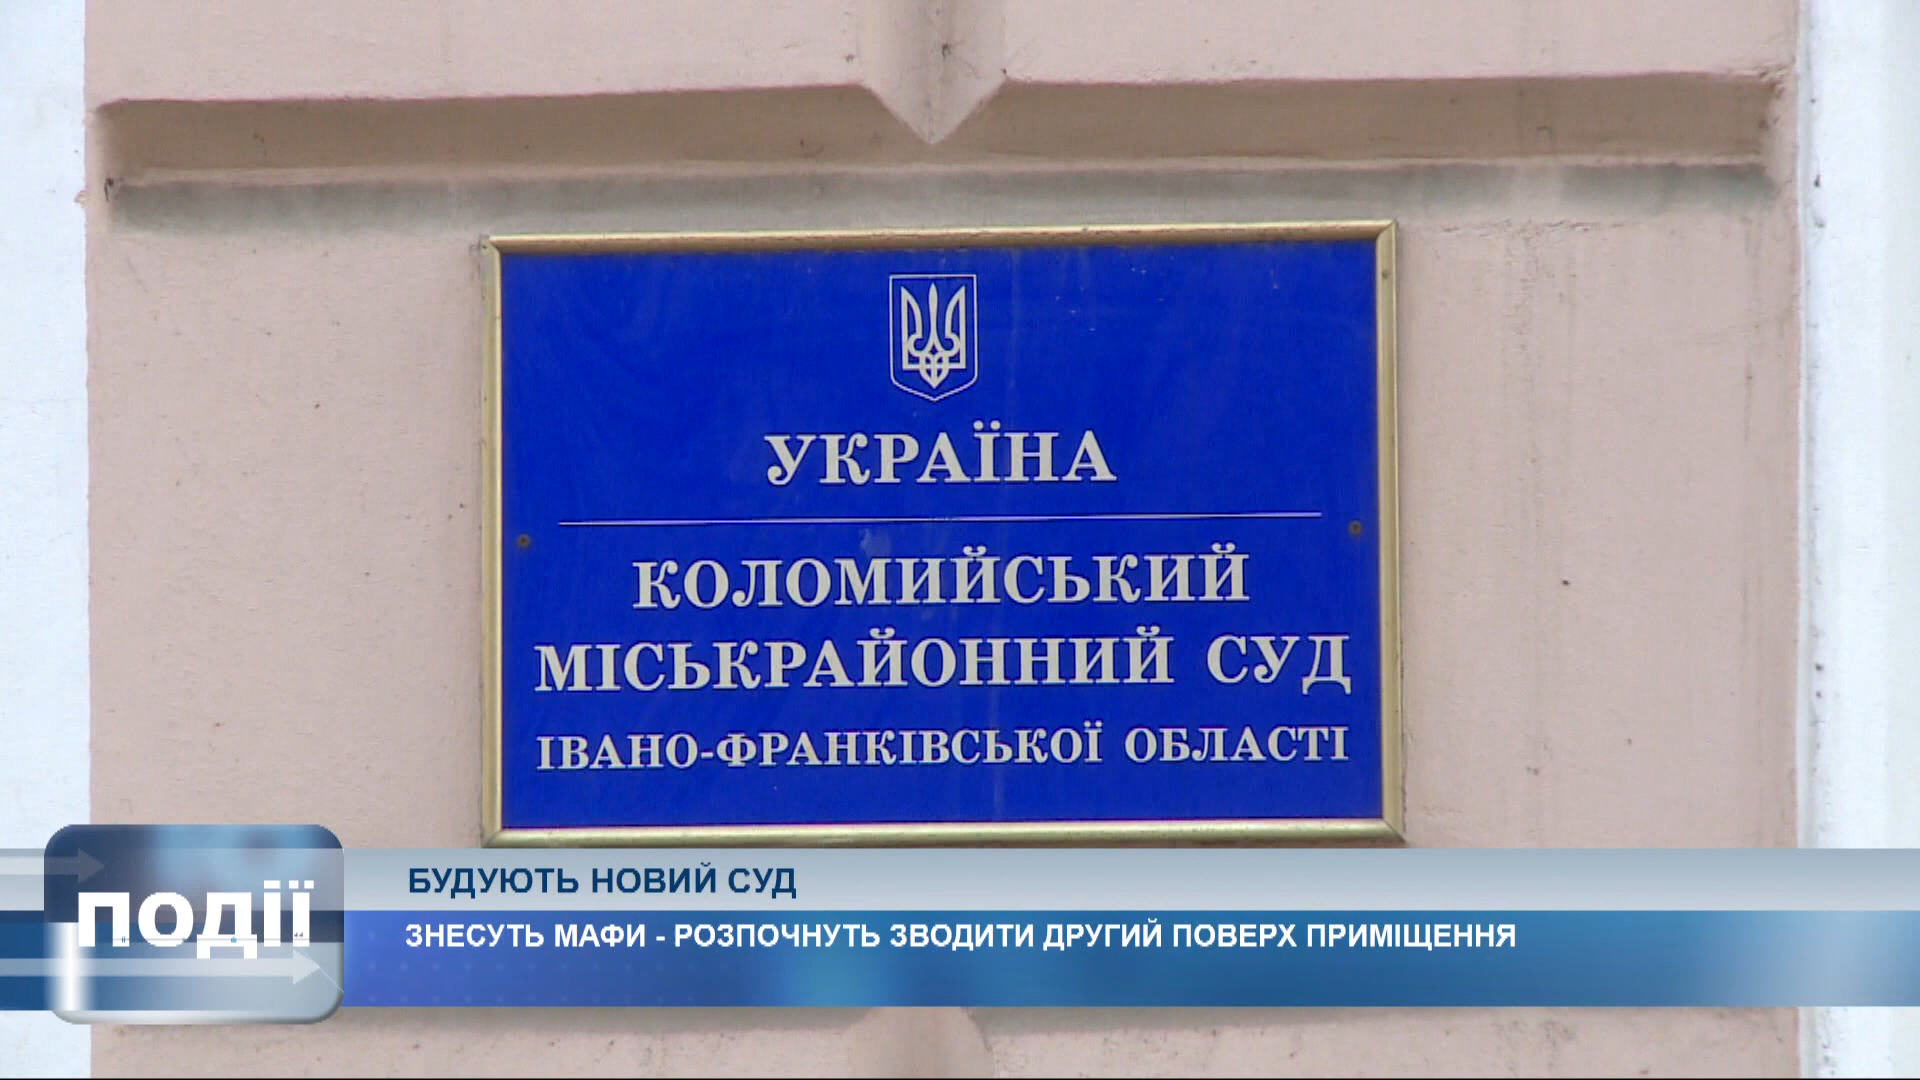 УКРАЇНА
КОЛОМИЙСЬКИЙ
МІСЬКРАЙОННИЙ СУД
ІВАНО-ФРАНКІВСЬКОЇ ОБЛАСТІ
події
БУДУЮТЬ НОВИЙ СУД
ЗНЕСУТЬ МАФИ - РОЗПОЧНУТЬ ЗВОДИТИ ДРУГИЙ ПОВЕРХ ПРИМІЩЕННЯ